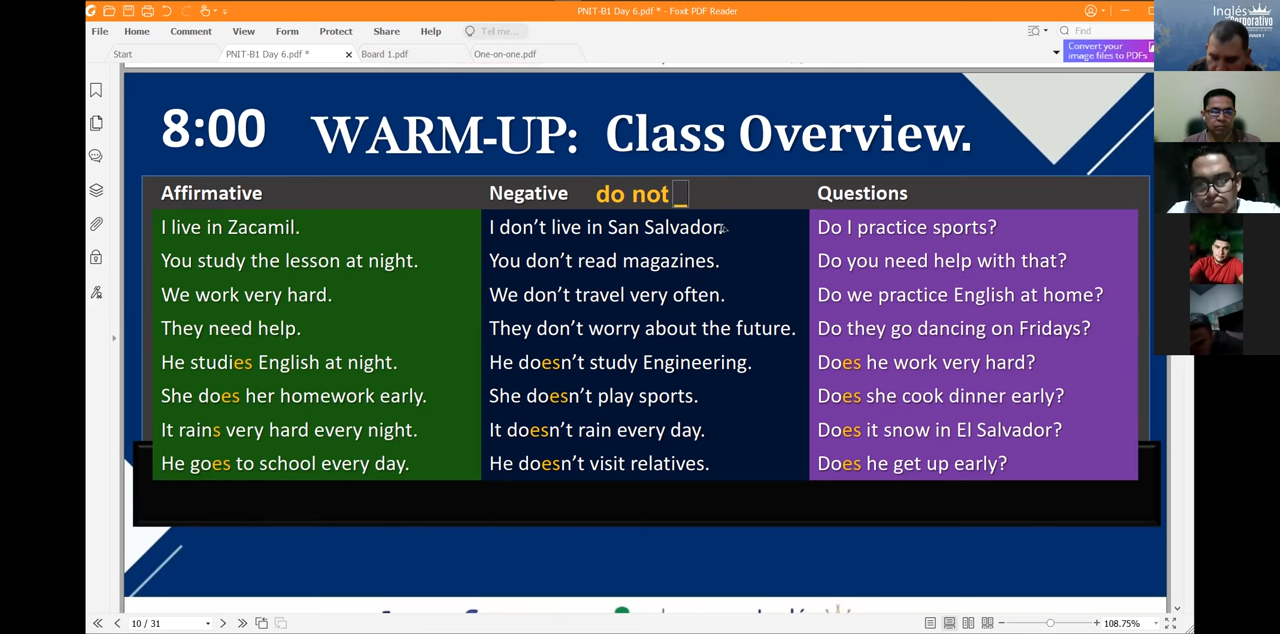 PNIT-B1 Day 6.pdf * - Foxit PDF Reader
File Home Comment View Form Protect Share Help Tell me... Find
Start PNIT-B1 Day 6.pdf * × Board 1.pdf One-on-one.pdf
Convert your
image files to PDFs
Inglés
Corporativo
8:00 WARM-UP: Class Overview.
Affirmative Negative do not _ Questions
I live in Zacamil. I don't live in San Salvador. Do I practice sports?
You study the lesson at night. You don't read magazines. Do you need help with that?
We work very hard. We don't travel very often. Do we practice English at home?
They need help. They don't worry about the future. Do they go dancing on Fridays?
He studies English at night. He doesn't study Engineering. Does he work very hard?
She does her homework early. She doesn't play sports. Does she cook dinner early?
It rains very hard every night. It doesn't rain every day. Does it snow in El Salvador?
He goes to school every day. He doesn't visit relatives. Does he get up early?
10 / 31 108.75%